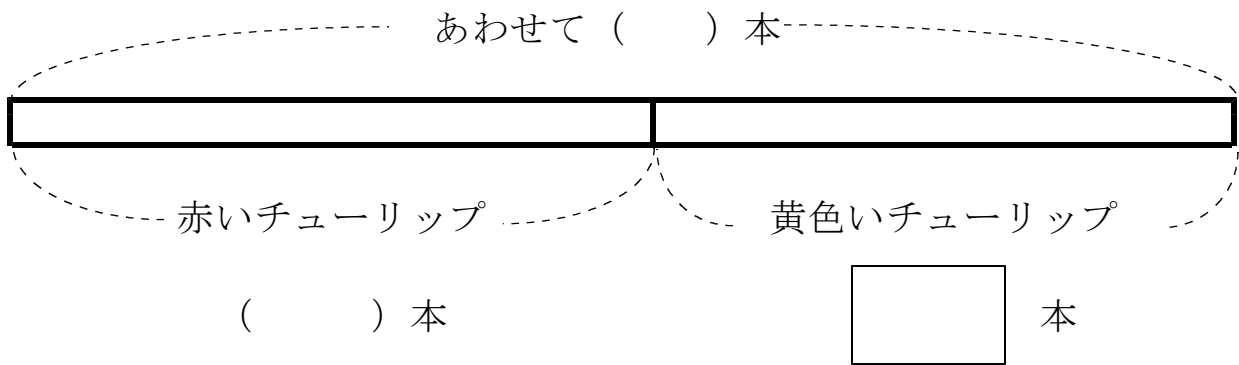 あわせて（　　）本
赤いチューリップ　黄色いチューリップ
（　　　）本　本